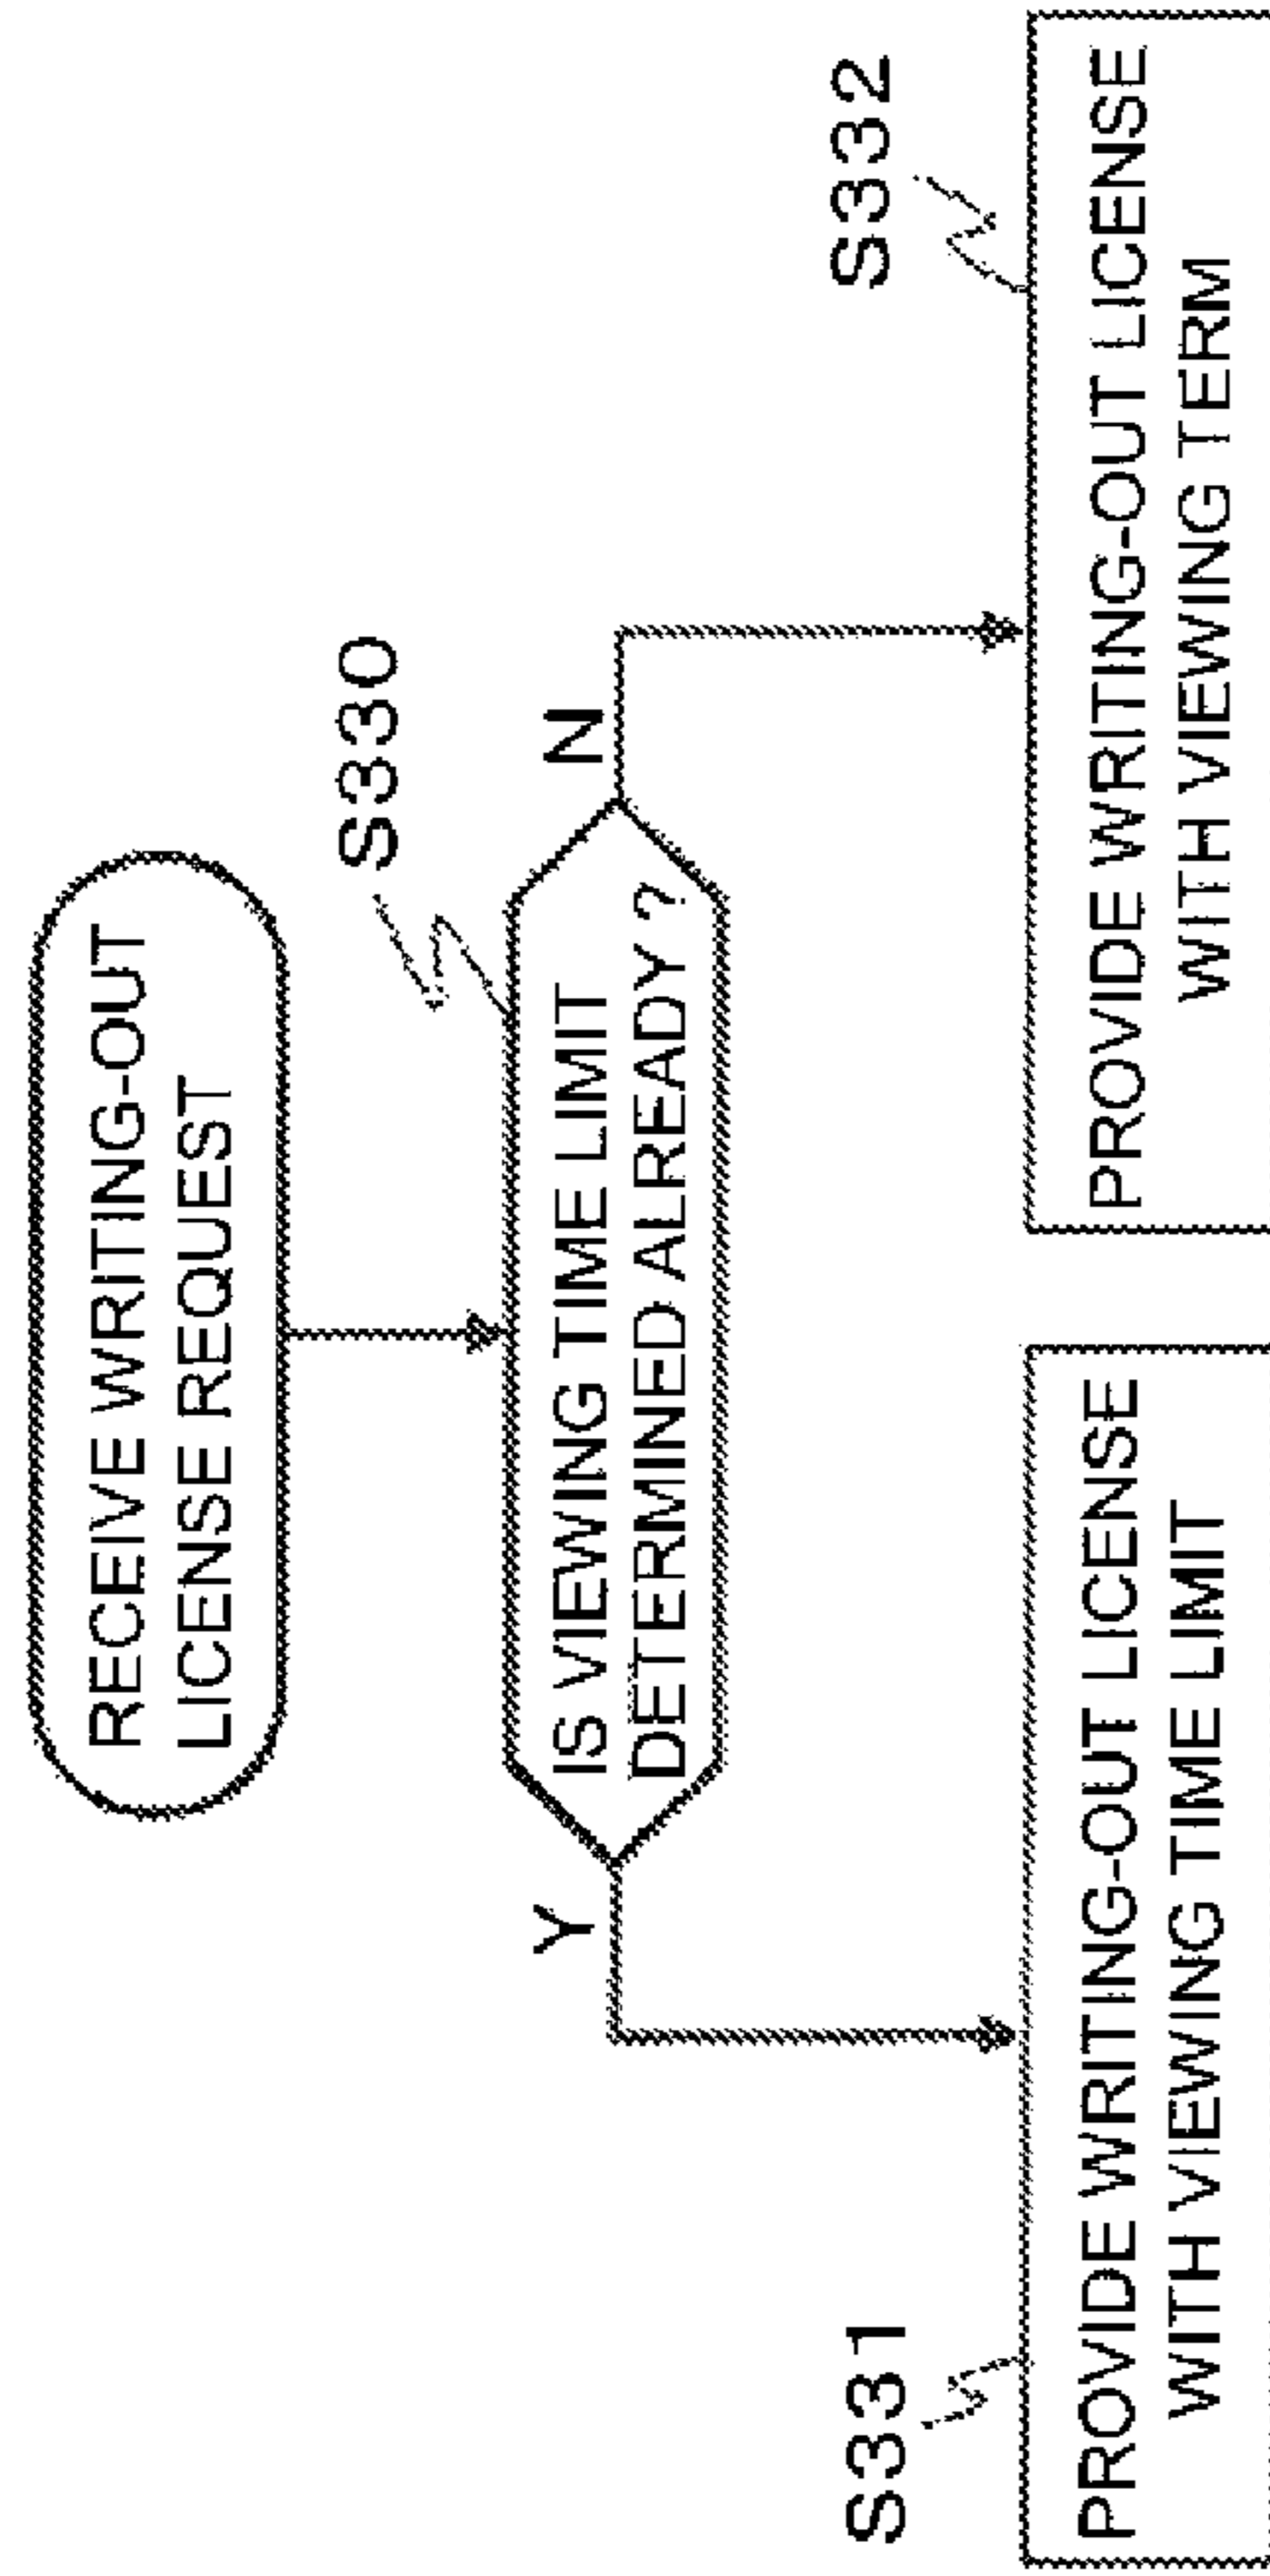 RECEIVE WRITING-OUT
LICENSE REQUEST
S330
IS VIEWING TIME LIMIT
DETERMINED ALREADY ?
Y
N
S331
PROVIDE WRITING-OUT LICENSE
WITH VIEWING TIME LIMIT
S332
PROVIDE WRITING-OUT LICENSE
WITH VIEWING TERM